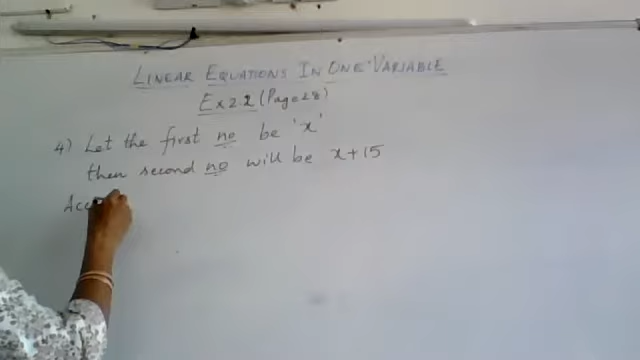 LINEAR EQUATIONS IN ONE VARIABLE
Ex 2.2 (Page 28)
4) Let the first no be 'x'
then second no will be x+15
Acc